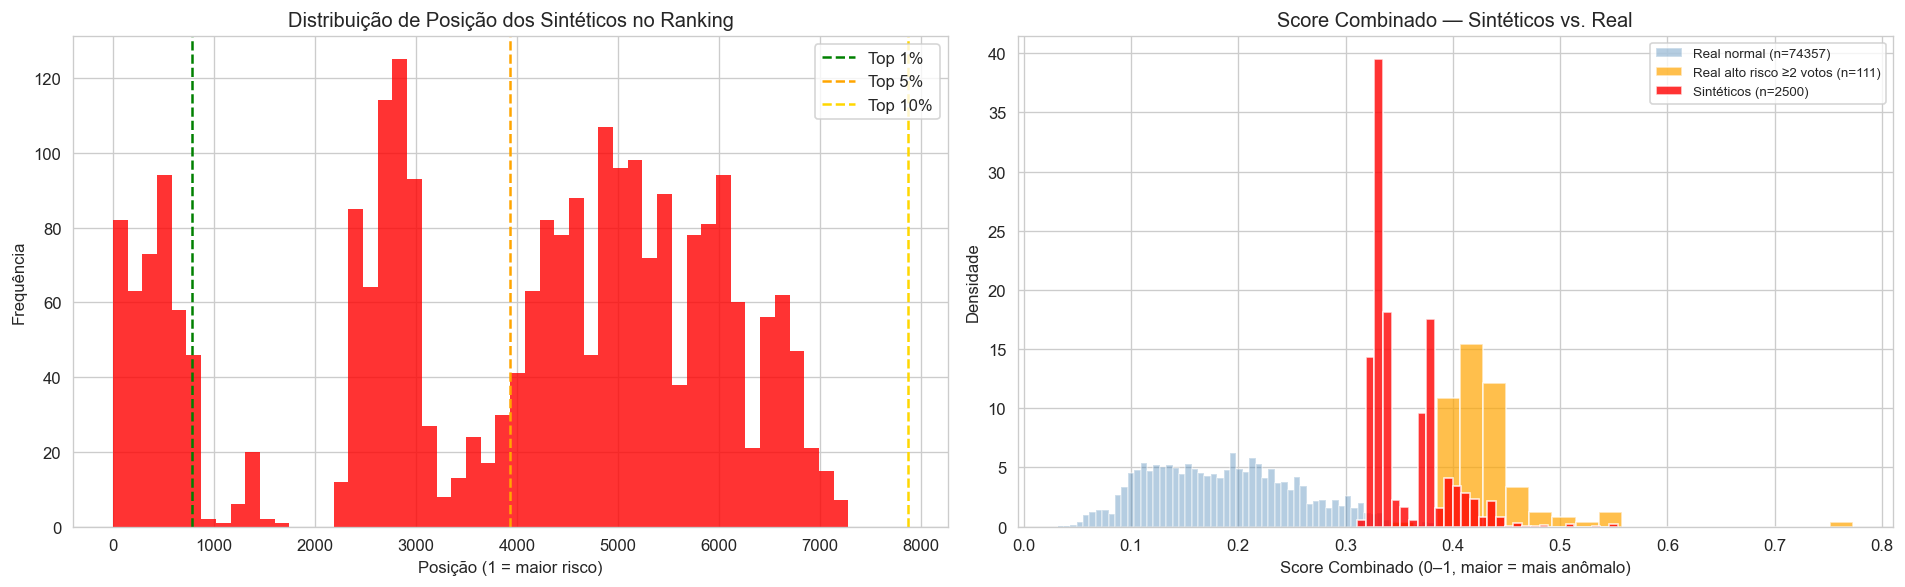 Distribuição de Posição dos Sintéticos no Ranking
Top 1%
Top 5%
Top 10%
Frequência
120
100
80
60
40
20
0
0 1000 2000 3000 4000 5000 6000 7000 8000
Posição (1 = maior risco)
Score Combinado — Sintéticos vs. Real
Real normal (n=74357)
Real alto risco ≥2 votos (n=111)
Sintéticos (n=2500)
Densidade
40
35
30
25
20
15
10
5
0
0.0 0.1 0.2 0.3 0.4 0.5 0.6 0.7 0.8
Score Combinado (0–1, maior = mais anômalo)